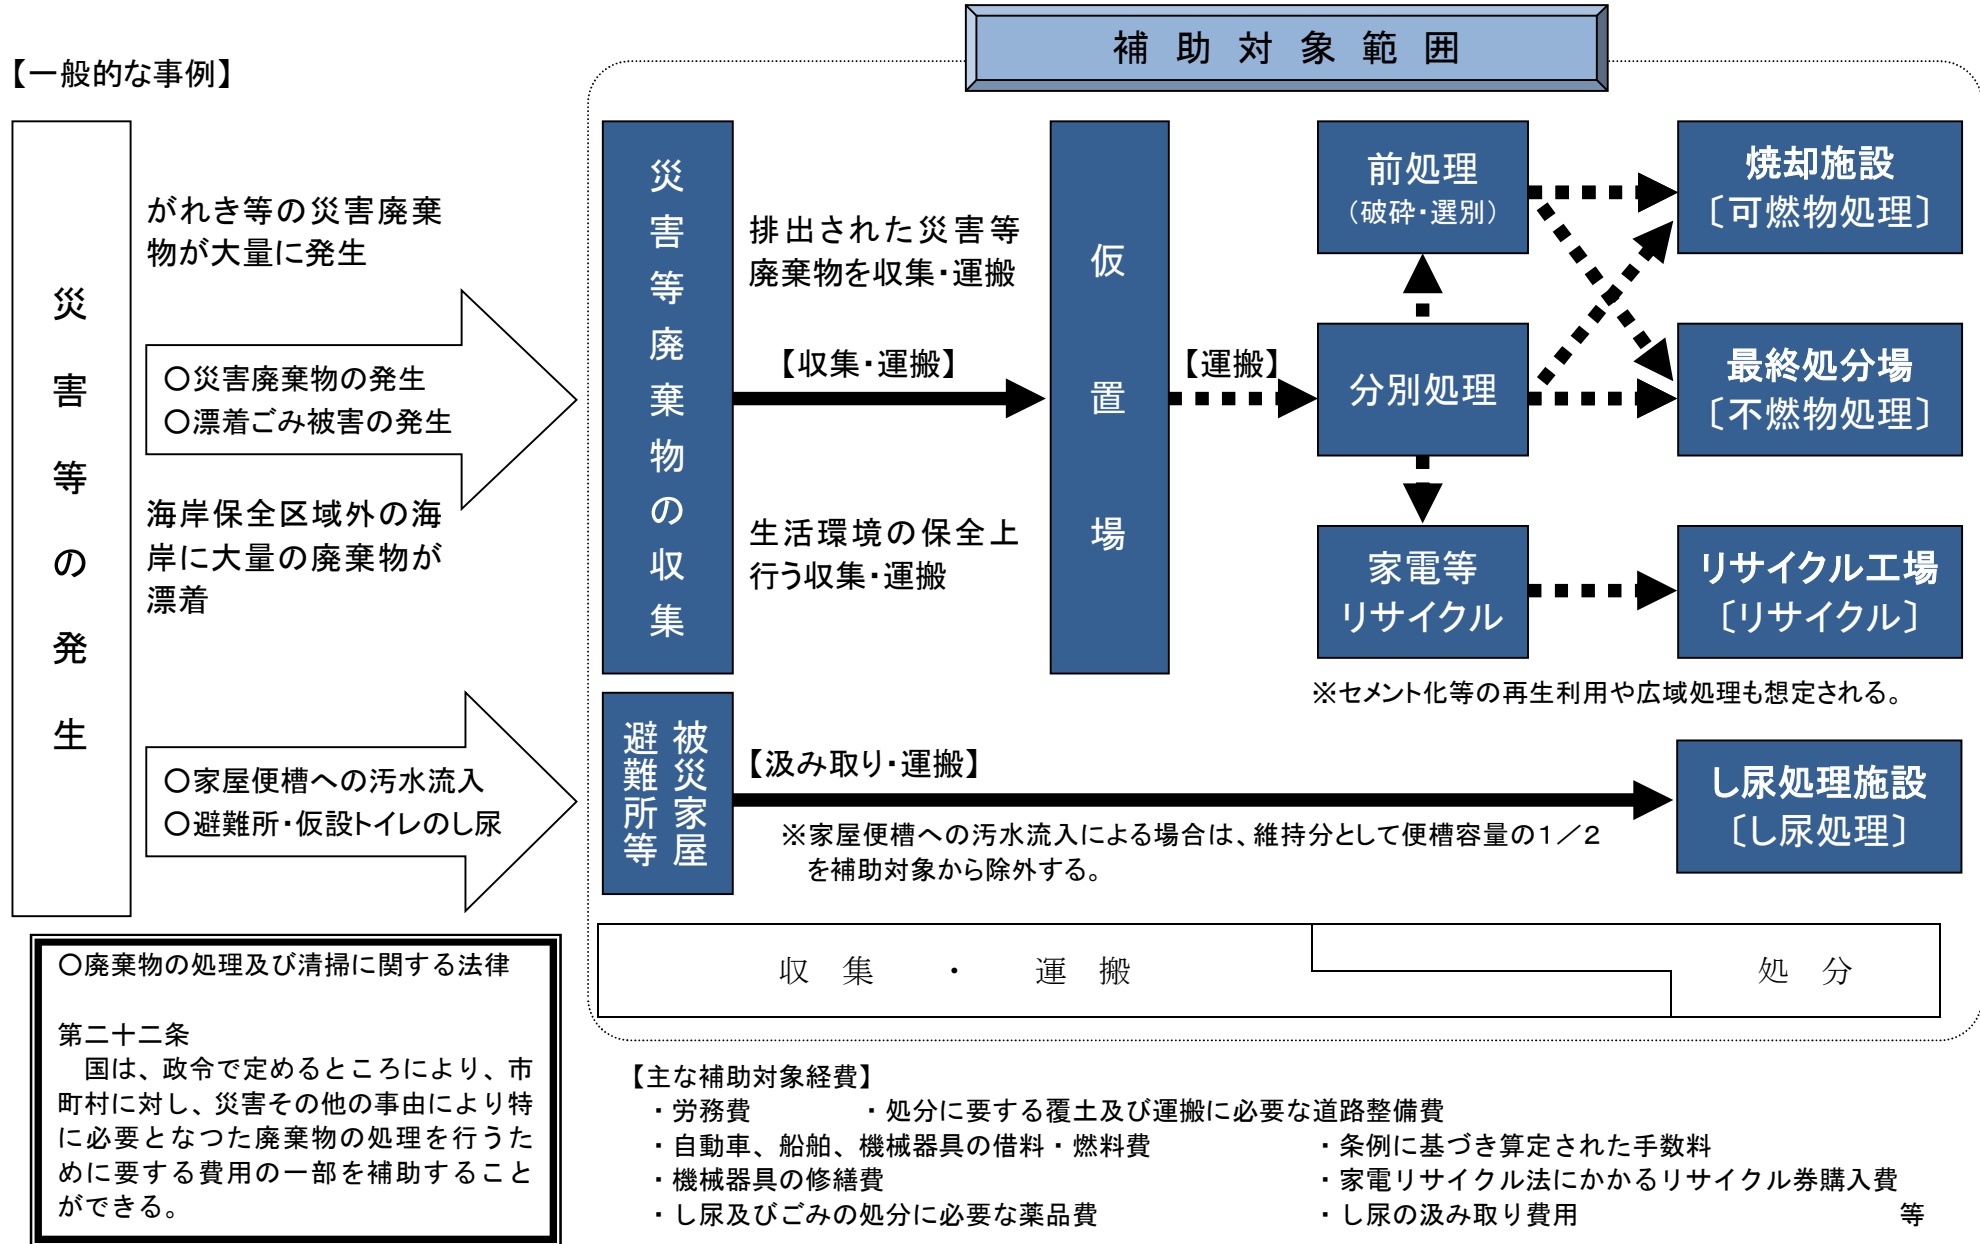 補助対象範囲
【一般的な事例】
災害等の発生
がれき等の災害廃棄
物が大量に発生
〇災害廃棄物の発生
〇漂着ごみ被害の発生
海岸保全区域外の海
岸に大量の廃棄物が
漂着
〇家屋便槽への汚水流入
〇避難所・仮設トイレのし尿
災害等廃棄物の収集
排出された災害等
廃棄物を収集・運搬
【収集・運搬】
生活環境の保全上
行う収集・運搬
仮置場
【運搬】
前処理
（破砕・選別）
分別処理
家電等
リサイクル
焼却施設
〔可燃物処理〕
最終処分場
〔不燃物処理〕
リサイクル工場
〔リサイクル〕
※セメント化等の再生利用や広域処理も想定される。
被災家屋
避難所等
【汲み取り・運搬】
※家屋便槽への汚水流入による場合は、維持分として便槽容量の１／２
を補助対象から除外する。
し尿処理施設
〔し尿処理〕
収集・運搬
処分
〇廃棄物の処理及び清掃に関する法律
第二十二条
国は、政令で定めるところにより、市
町村に対し、災害その他の事由により特
に必要となつた廃棄物の処理を行うた
めに要する費用の一部を補助すること
ができる。
【主な補助対象経費】
・労務費　・処分に要する覆土及び運搬に必要な道路整備費
・自動車、船舶、機械器具の借料・燃料費　・条例に基づき算定された手数料
・機械器具の修繕費　・家電リサイクル法にかかるリサイクル券購入費
・し尿及びごみの処分に必要な薬品費　・し尿の汲み取り費用　等